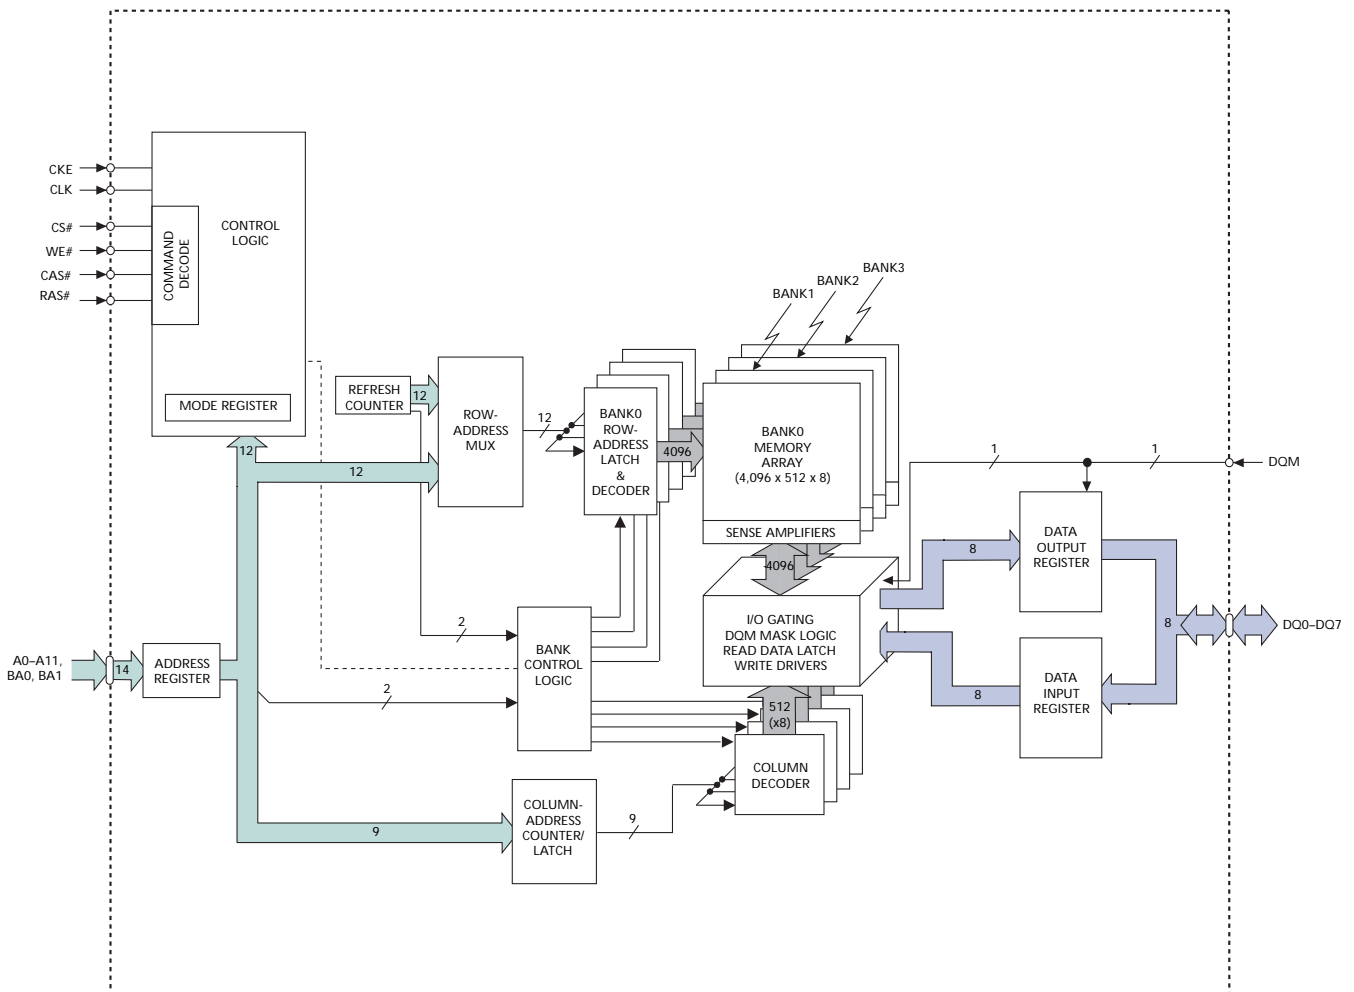 CKE
CLK
CS#
WE#
CAS#
RAS#
CONTROL
LOGIC
COMMAND
DECODE
MODE REGISTER
12
12
REFRESH
COUNTER
12
ROW-
ADDRESS
MUX
12
BANK0
ROW-
ADDRESS
LATCH
&
DECODER
4096
BANK1
BANK2
BANK3
BANK0
MEMORY
ARRAY
(4,096 x 512 x 8)
SENSE AMPLIFIERS
4096
I/O GATING
DQM MASK LOGIC
READ DATA LATCH
WRITE DRIVERS
1
1
DQM
8
DATA
OUTPUT
REGISTER
8
DQ0–DQ7
8
DATA
INPUT
REGISTER
A0–A11,
BA0, BA1
14
ADDRESS
REGISTER
2
2
BANK
CONTROL
LOGIC
512
(x8)
COLUMN
DECODER
9
COLUMN-
ADDRESS
COUNTER/
LATCH
9